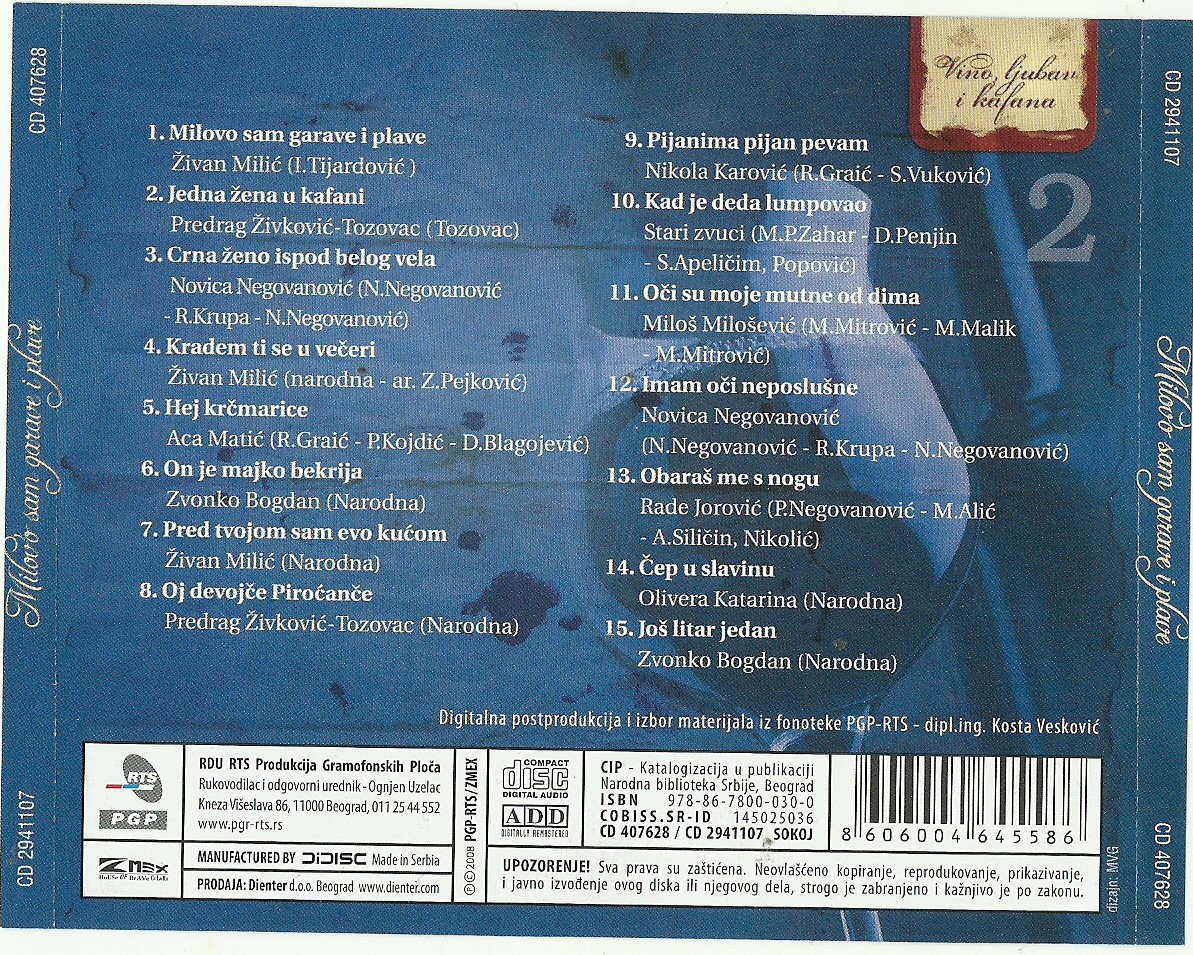 Vino, ljubav
i kafana
2
1. Milovo sam garave i plave
Živan Milić (I.Tijardović )
2. Jedna žena u kafani
Predrag Živković-Tozovac (Tozovac)
3. Crna ženo ispod belog vela
Novica Negovanović (N.Negovanović
- R.Krupa - N.Negovanović)
4. Kradem ti se u večeri
Živan Milić (narodna - ar. Z.Pejković)
5. Hej krčmarice
Aca Matić (R.Graić - P.Kojdić - D.Blagojević)
6. On je majko bekrija
Zvonko Bogdan (Narodna)
7. Pred tvojom sam evo kućom
Živan Milić (Narodna)
8. Oj devojče Piroćanče
Predrag Živković-Tozovac (Narodna)
9. Pijanima pijan pevam
Nikola Karović (R.Graić - S.Vuković)
10. Kad je deda lumpovao
Stari zvuci (M.P.Zahar - D.Penjin
- S.Apeličim, Popović)
11. Oči su moje mutne od dima
Miloš Milošević (M.Mitrović - M.Malik
- M.Mitrović)
12. Imam oči neposlušne
Novica Negovanović
(N.Negovanović - R.Krupa - N.Negovanović)
13. Obaraš me s nogu
Rade Jorović (P.Negovanović - M.Alić
- A.Siličin, Nikolić)
14. Čep u slavinu
Olivera Katarina (Narodna)
15. Još litar jedan
Zvonko Bogdan (Narodna)
Digitalna postprodukcija i izbor materijala iz fonoteke PGP-RTS - dipl.ing. Kosta Vesković
RTS
PGP
RDU RTS Produkcija Gramofonskih Ploča
Rukovodilac i odgovorni urednik - Ognjen Uzelac
Kneza Višeslava 86, 11000 Beograd, 011 25 44 552
www.pgr-rts.rs
ZMEX
MANUFACTURED BY DIDISC Made in Serbia
PRODAJA: Dienter d.o.o. Beograd www.dienter.com
℗©2008 PGP-RTS/ZMEX
COMPACT
disc
DIGITAL AUDIO
ADD
DIGITALLY REMASTERED
CIP - Katalogizacija u publikaciji
Narodna biblioteka Srbije, Beograd
ISBN 978-86-7800-030-0
COBISS.SR-ID 145025036
CD 407628 / CD 2941107 SOKOJ
8 606004 645586
UPOZORENJE! Sva prava su zaštićena. Neovlašćeno kopiranje, reprodukovanje, prikazivanje,
i javno izvođenje ovog diska ili njegovog dela, strogo je zabranjeno i kažnjivo je po zakonu.
dizajn: MVG
CD 407628
Milovo sam garave i plave
CD 2941107
CD 2941107
Milovo sam garave i plave
CD 407628